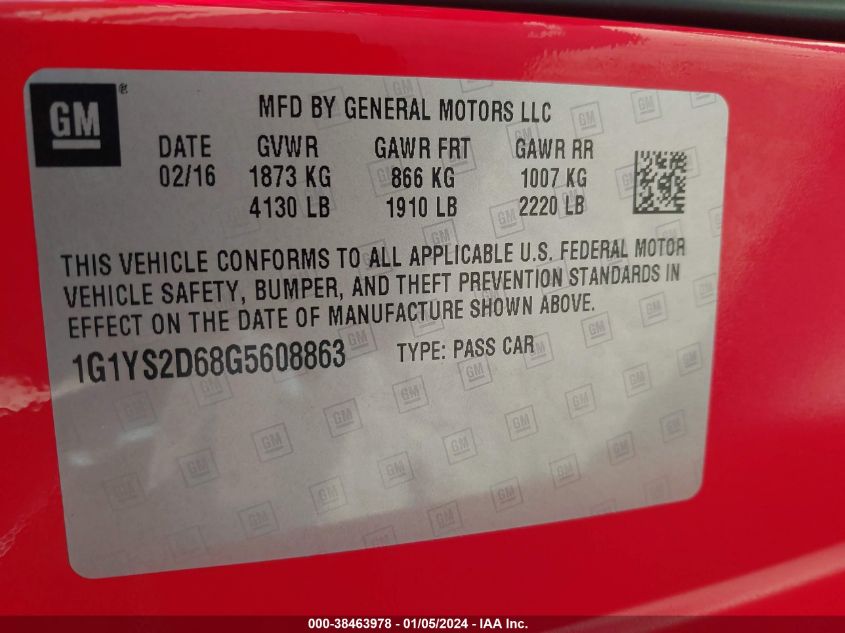 GM®
MFD BY GENERAL MOTORS LLC
DATE GVWR GAWR FRT GAWR RR
02/16 1873 KG 866 KG 1007 KG
4130 LB 1910 LB 2220 LB
THIS VEHICLE CONFORMS TO ALL APPLICABLE U.S. FEDERAL MOTOR
VEHICLE SAFETY, BUMPER, AND THEFT PREVENTION STANDARDS IN
EFFECT ON THE DATE OF MANUFACTURE SHOWN ABOVE.
1G1YS2D68G5608863 TYPE: PASS CAR
000-38463978 - 01/05/2024 - IAA Inc.